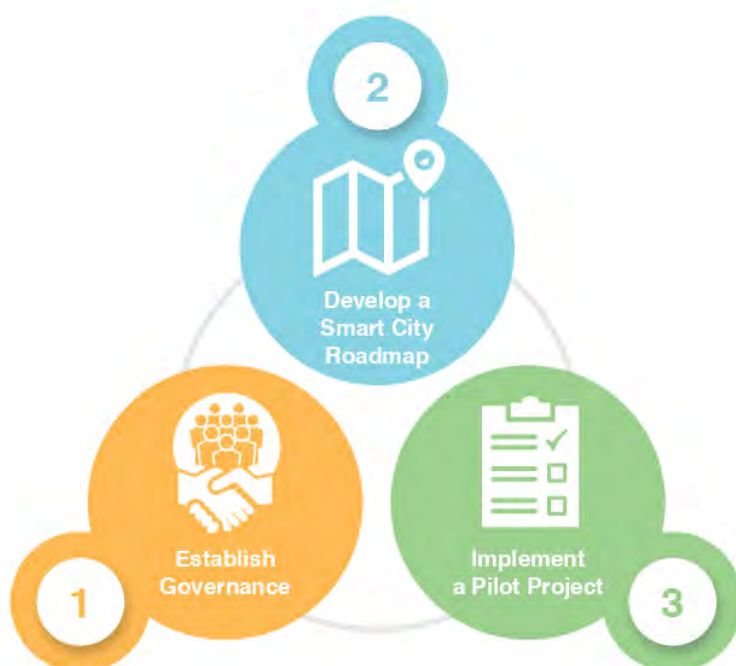 2
Develop a
Smart City
Roadmap
Establish
Governance
1
Implement
a Pilot Project
3